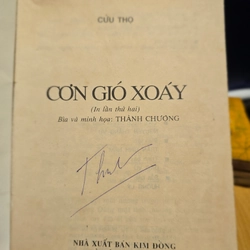 CỬU THỌ
CƠN GIÓ XOÁY
(In lần thứ hai)
Bìa và minh họa: THÀNH CHƯƠNG
NHÀ XUẤT BẢN KIM ĐỒNG